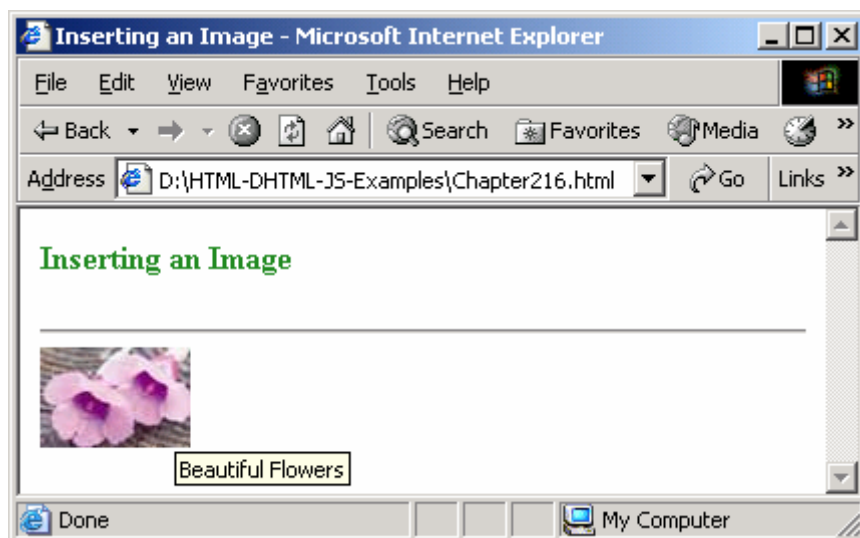 Inserting an Image - Microsoft Internet Explorer
File Edit View Favorites Tools Help
Back Search Favorites Media »
Address D:\HTML-DHTML-JS-Examples\Chapter216.html Go Links »
Inserting an Image
Beautiful Flowers
Done My Computer